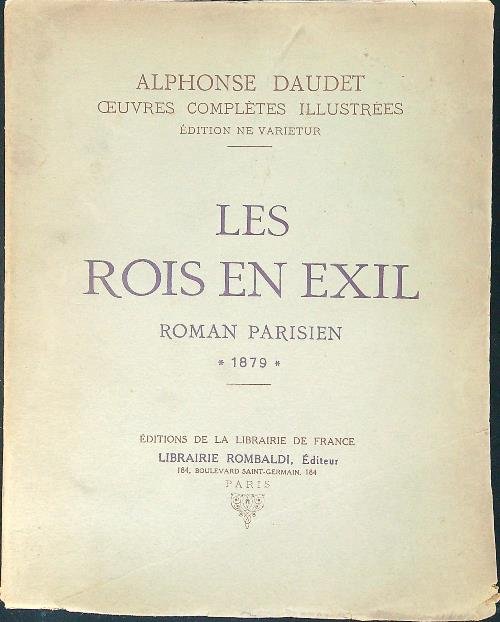 ALPHONSE DAUDET
ŒUVRES COMPLÈTES ILLUSTRÉES
ÉDITION NE VARIETUR
LES
ROIS EN EXIL
ROMAN PARISIEN
* 1879 *
ÉDITIONS DE LA LIBRAIRIE DE FRANCE
LIBRAIRIE ROMBALDI, Éditeur
184, BOULEVARD SAINT-GERMAIN, 184
PARIS